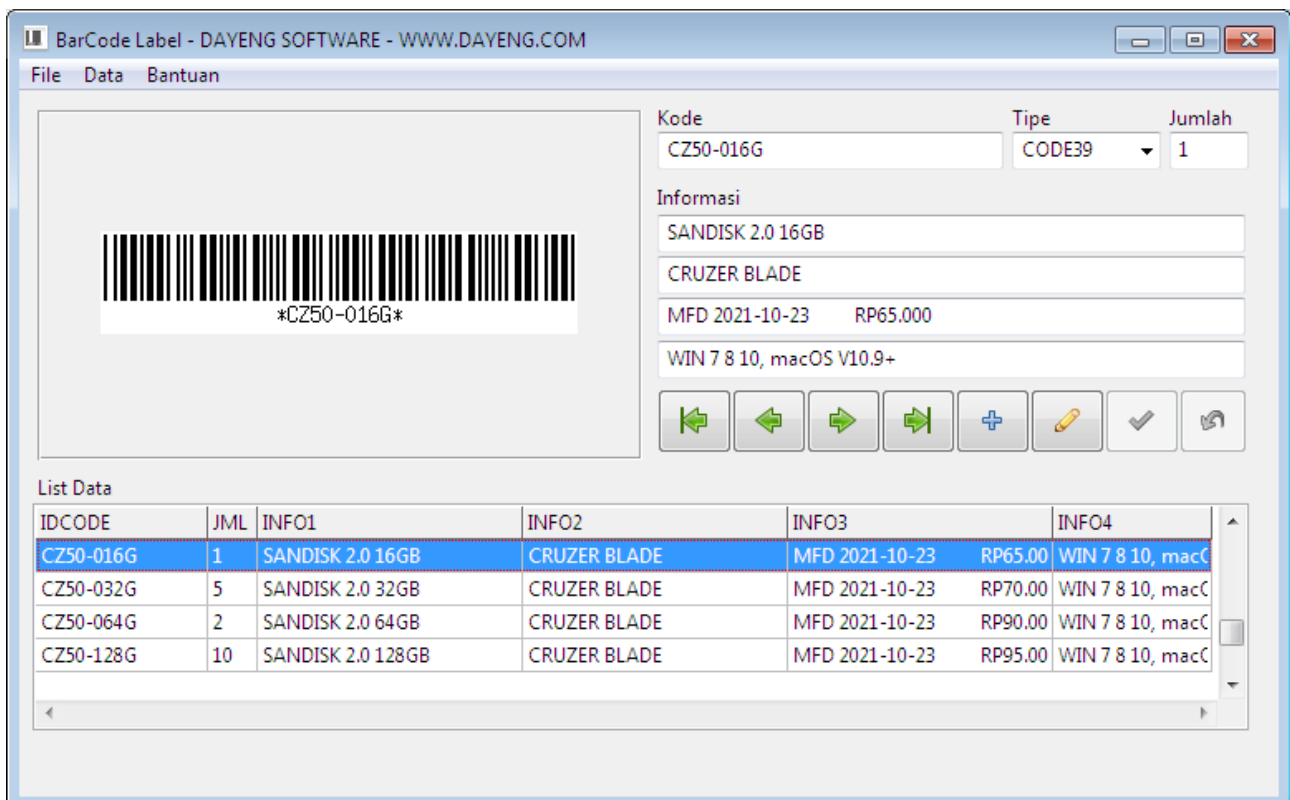 BarCode Label - DAYENG SOFTWARE - WWW.DAYENG.COM
File Data Bantuan
Kode Tipe Jumlah
CZ50-016G CODE39 1
Informasi
SANDISK 2.0 16GB
CRUZER BLADE
MFD 2021-10-23 RP65.000
WIN 7 8 10, macOS V10.9+
*CZ50-016G*
List Data
IDCODE JML INFO1 INFO2 INFO3 INFO4
CZ50-016G 1 SANDISK 2.0 16GB CRUZER BLADE MFD 2021-10-23 RP65.00 WIN 7 8 10, macO
CZ50-032G 5 SANDISK 2.0 32GB CRUZER BLADE MFD 2021-10-23 RP70.00 WIN 7 8 10, macO
CZ50-064G 2 SANDISK 2.0 64GB CRUZER BLADE MFD 2021-10-23 RP90.00 WIN 7 8 10, macO
CZ50-128G 10 SANDISK 2.0 128GB CRUZER BLADE MFD 2021-10-23 RP95.00 WIN 7 8 10, macO